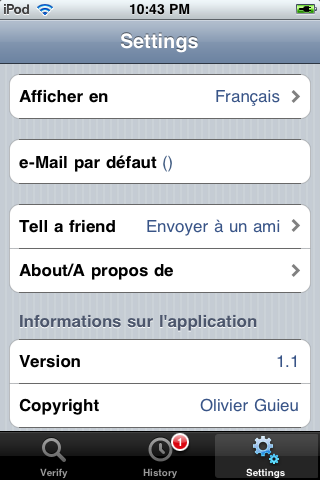 iPod 10:43 PM
Settings
Afficher en Français
e-Mail par défaut ()
Tell a friend Envoyer à un ami
About/A propos de
Informations sur l'application
Version 1.1
Copyright Olivier Guieu
1
Verify History Settings